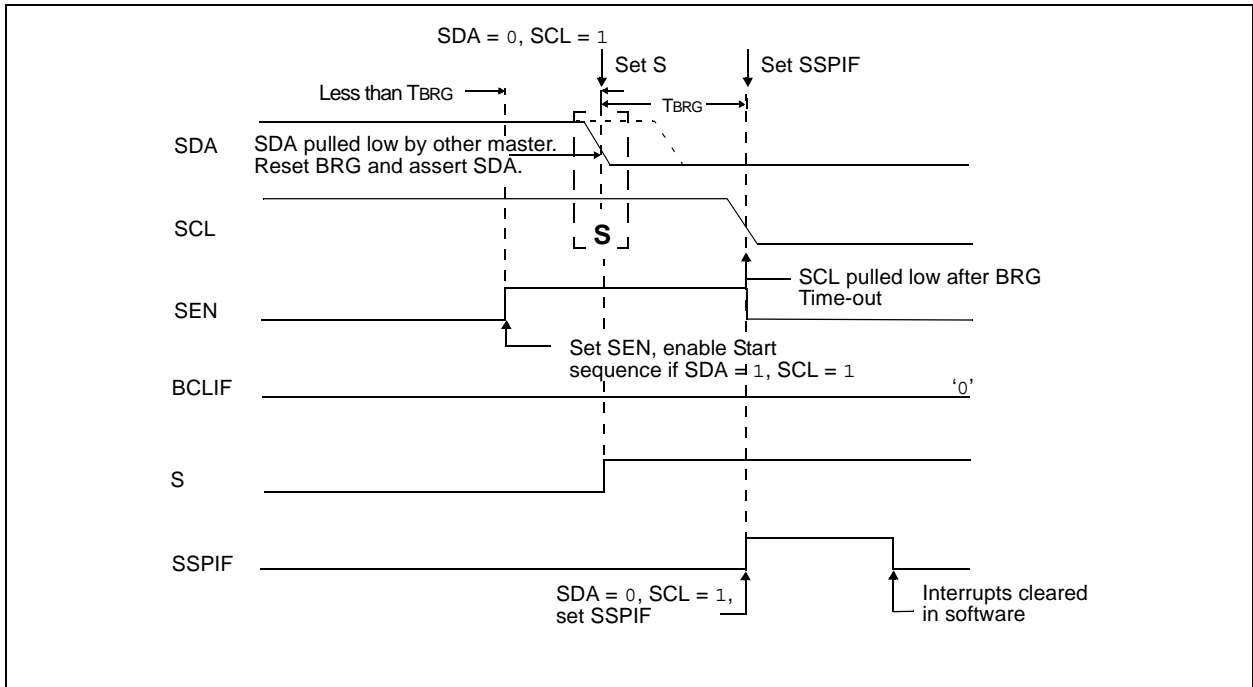 SDA = 0, SCL = 1
Set S
Set SSPIF
Less than TBRG
TBRG
SDA
SDA pulled low by other master.
Reset BRG and assert SDA.
SCL
S
SCL pulled low after BRG
Time-out
SEN
Set SEN, enable Start
sequence if SDA = 1, SCL = 1
BCLIF
‘0’
S
SSPIF
SDA = 0, SCL = 1,
set SSPIF
Interrupts cleared
in software